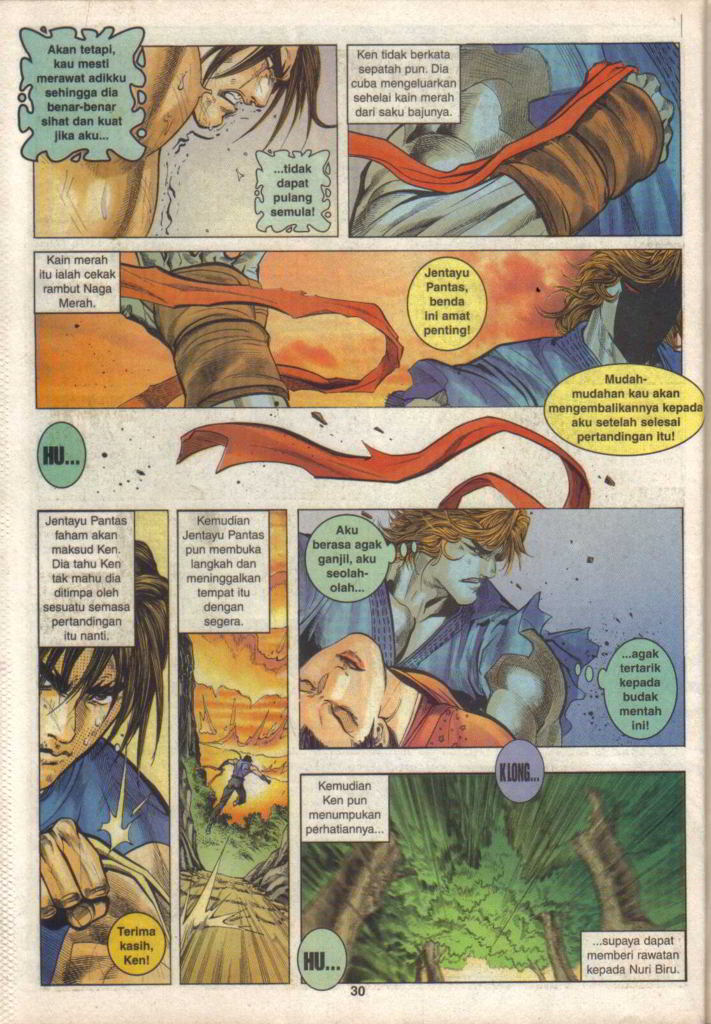 Akan tetapi,
kau mesti
merawat adikku
sehingga dia
benar-benar
sihat dan kuat
jika aku...
...tidak
dapat
pulang
semula!
Ken tidak berkata
sepatah pun. Dia
cuba mengeluarkan
sehelai kain merah
dari saku bajunya.
Kain merah
itu ialah cekak
rambut Naga
Merah.
Jentayu
Pantas,
benda
ini amat
penting!
Mudah-
mudahan kau akan
mengembalikannya kepada
aku setelah selesai
pertandingan itu!
HU...
Jentayu Pantas
faham akan
maksud Ken.
Dia tahu Ken
tak mahu dia
ditimpa oleh
sesuatu semasa
pertandingan
itu nanti.
Terima
kasih,
Ken!
Kemudian
Jentayu Pantas
pun membuka
langkah dan
meninggalkan
tempat itu
dengan
segera.
Aku
berasa agak
ganjil, aku
seolah-
olah...
...agak
tertarik
kepada
budak
mentah
ini!
KLONG...
Kemudian
Ken pun
menumpukan
perhatiannya...
HU...
...supaya dapat
memberi rawatan
kepada Nuri Biru.
30